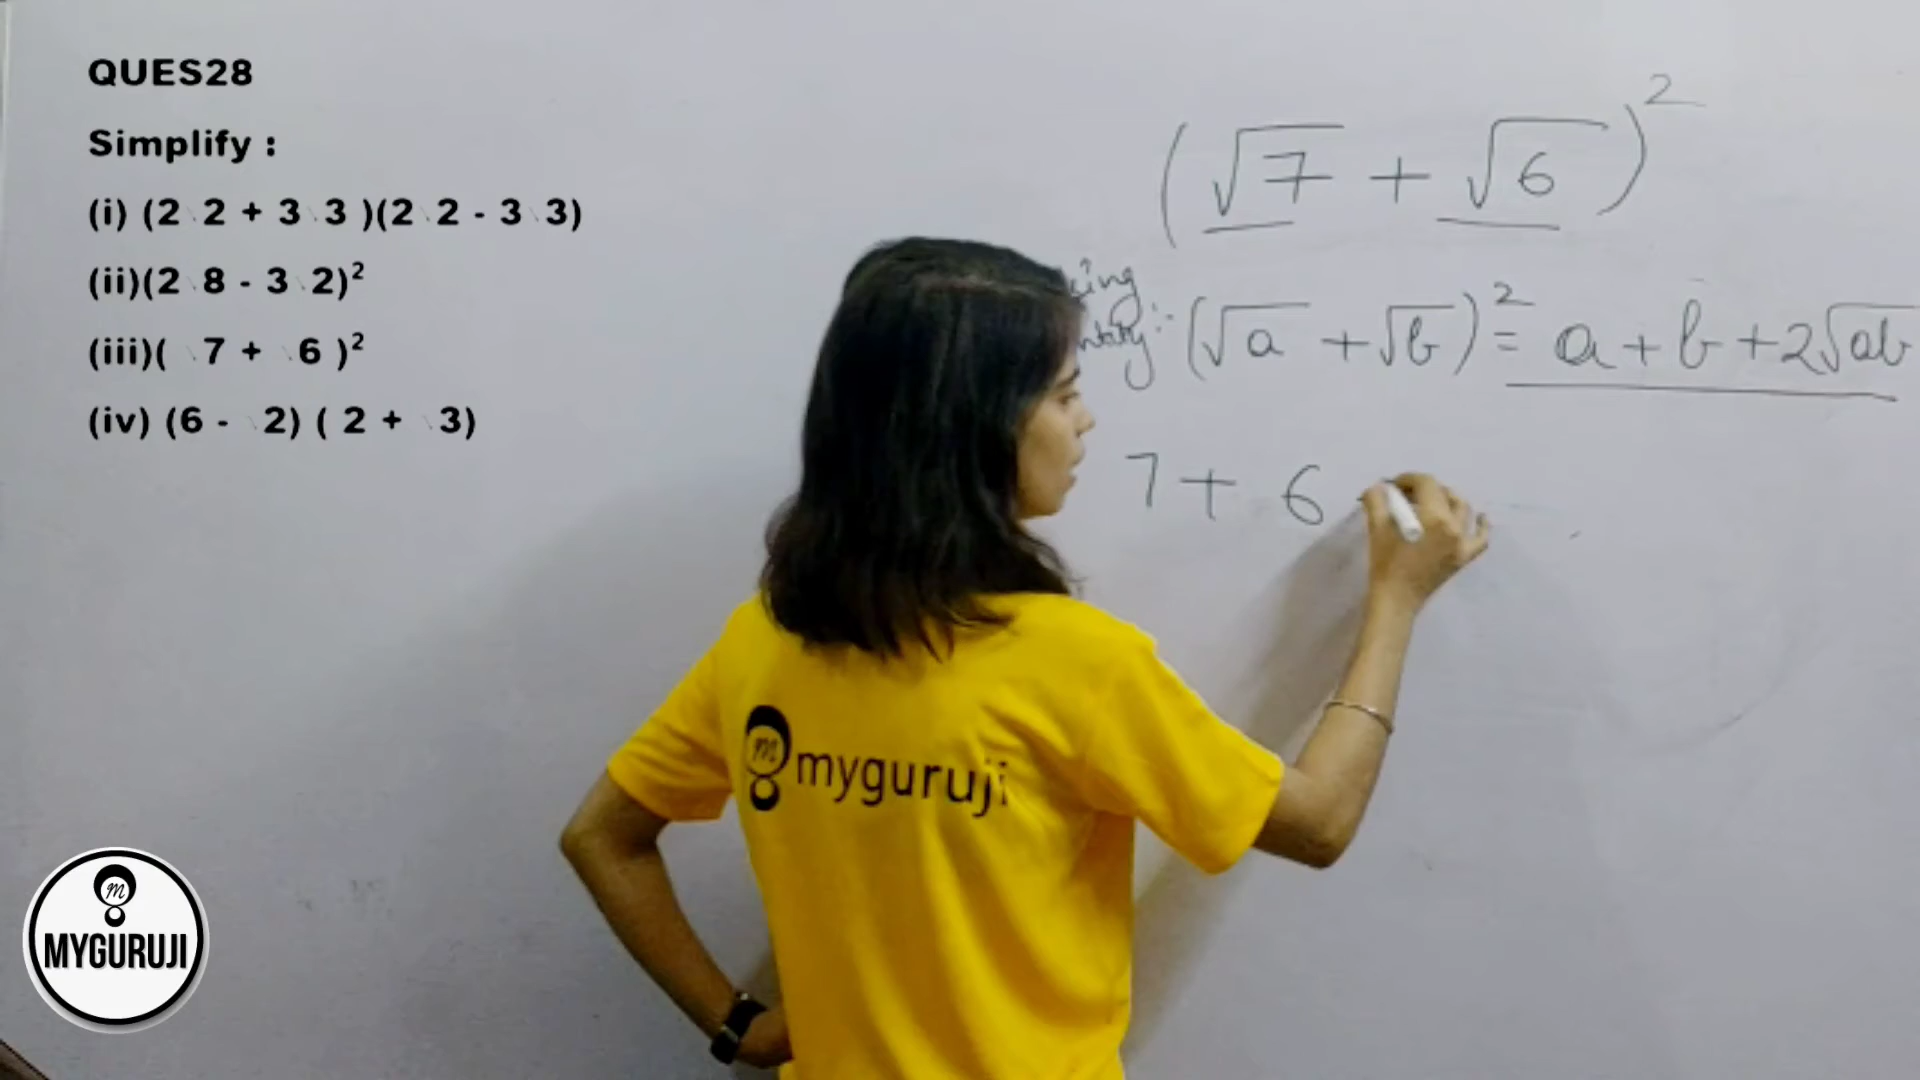 QUES28
Simplify :
(i) (2√2 + 3√3 )(2√2 - 3√3)
(ii)(2√8 - 3√2)²
(iii)( √7 + √6 )²
(iv) (6 - √2) ( 2 + √3)
(√7 + √6)²
(√a + √b)² = a + b + 2√ab
7 + 6
myguruji
MYGURUJI